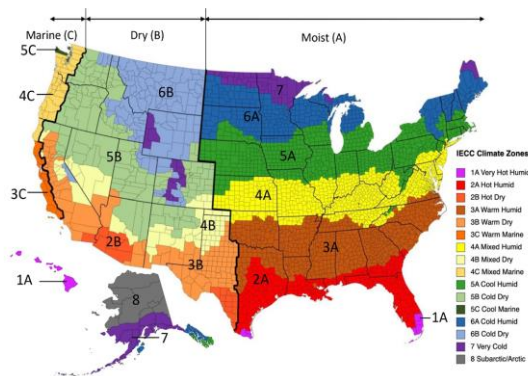 Marine (C)
Dry (B)
Moist (A)
5C
4C
3C
6B
7
6A
5B
5A
4A
4B
2B
3B
3A
2A
1A
1A
8
7
IECC Climate Zones
1A Very Hot Humid
2A Hot Humid
2B Hot Dry
3A Warm Humid
3B Warm Dry
3C Warm Marine
4A Mixed Humid
4B Mixed Dry
4C Mixed Marine
5A Cool Humid
5B Cold Dry
5C Cool Marine
6A Cold Humid
6B Cold Dry
7 Very Cold
8 Subarctic/Arctic